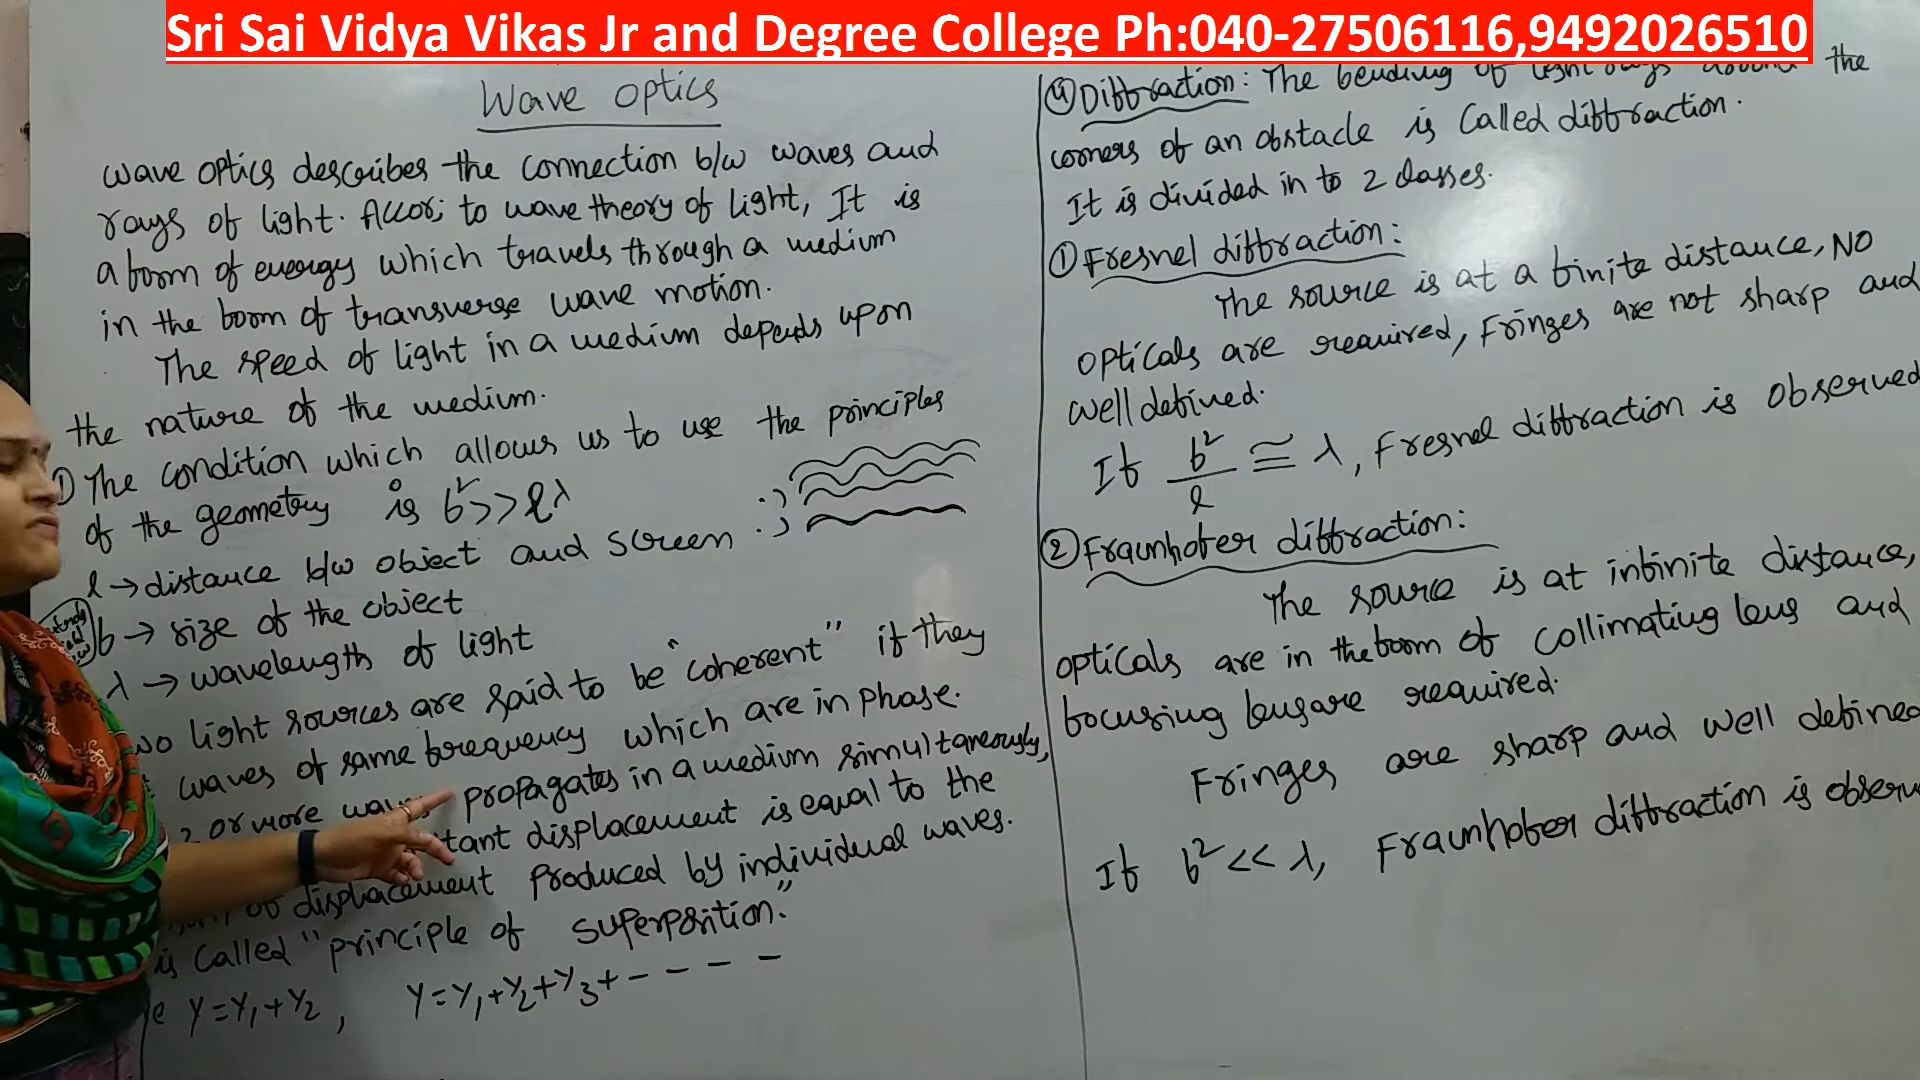 Sri Sai Vidya Vikas Jr and Degree College Ph:040-27506116,9492026510
Wave Optics
Wave Optics describes the connection b/w waves and
rays of light. Accor; to wave theory of light, It is
a form of energy which travels through a medium
in the form of transverse wave motion.
The speed of light in a medium depends upon
the nature of the medium.
① The condition which allows us to use the principles
of the geometry is b²>>ℓλ
ℓ → distance b/w object and screen
b → size of the object
λ → wavelength of light
light sources are said to be "coherent" if they
waves of same frequency which are in phase.
2 or more waves propagates in a medium simultaneously,
displacement is equal to the
of displacement produced by individual waves.
is called "principle of superposition."
Y=Y₁+Y₂, Y=Y₁+Y₂+Y₃+----
④ Diffraction: The bending of light rays around the
corners of an obstacle is called diffraction.
It is divided in to 2 classes.
① Fresnel diffraction:
The source is at a finite distance, NO
opticals are required, Fringes are not sharp and
well defined.
If b²/ℓ ≅ λ, Fresnel diffraction is observed
② Fraunhofer diffraction:
The source is at infinite distance,
opticals are in the form of collimating lens and
focusing lens are required.
Fringes are sharp and well defined
If b² << λ, Fraunhofer diffraction is